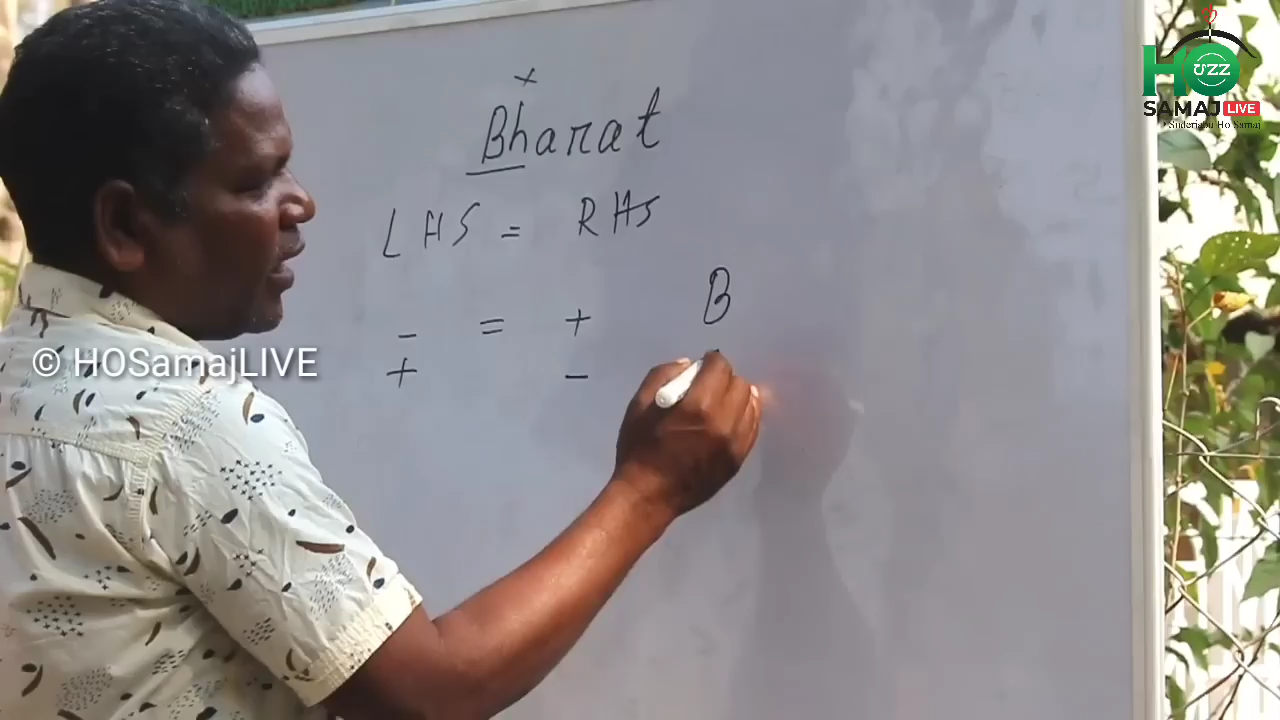 ×
Bharat
LHS = RHS
- = +
+ -
B
© HOSamajLIVE
HO
SAMAJ LIVE